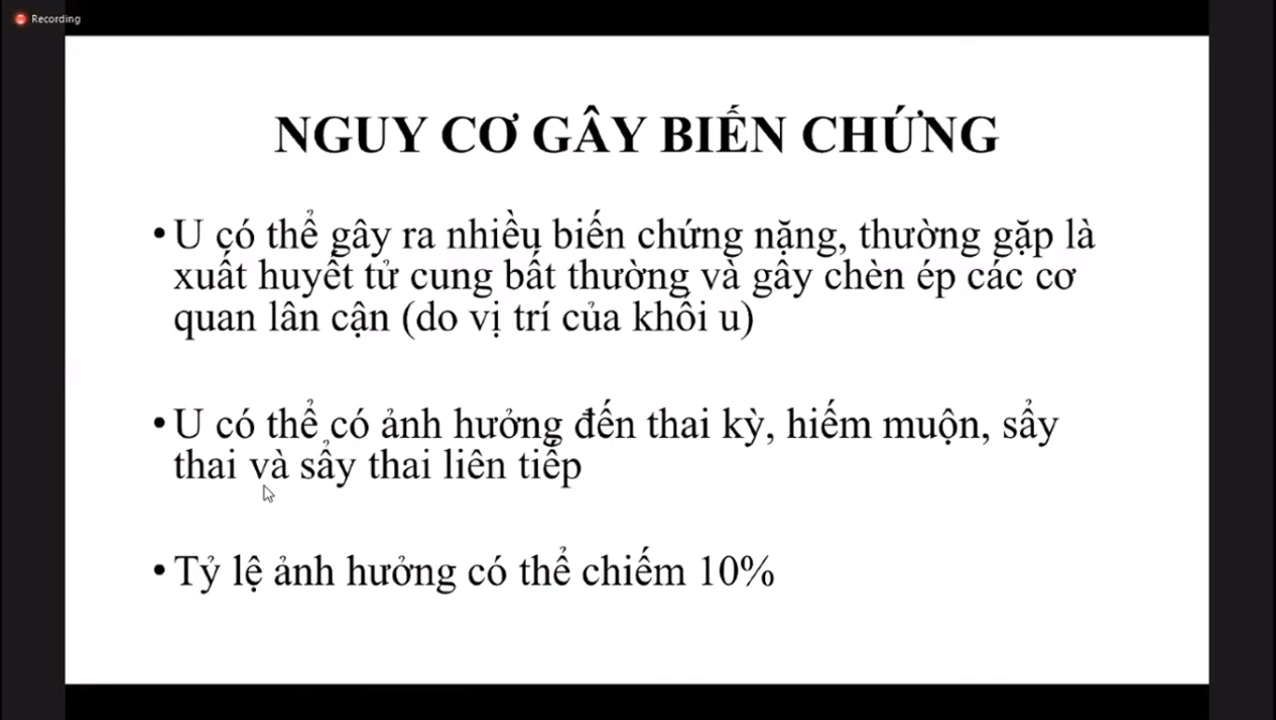 Recording
NGUY CƠ GÂY BIẾN CHỨNG
• U có thể gây ra nhiều biến chứng nặng, thường gặp là
xuất huyết tử cung bất thường và gây chèn ép các cơ
quan lân cận (do vị trí của khối u)
• U có thể có ảnh hưởng đến thai kỳ, hiếm muộn, sẩy
thai và sẩy thai liên tiếp
• Tỷ lệ ảnh hưởng có thể chiếm 10%